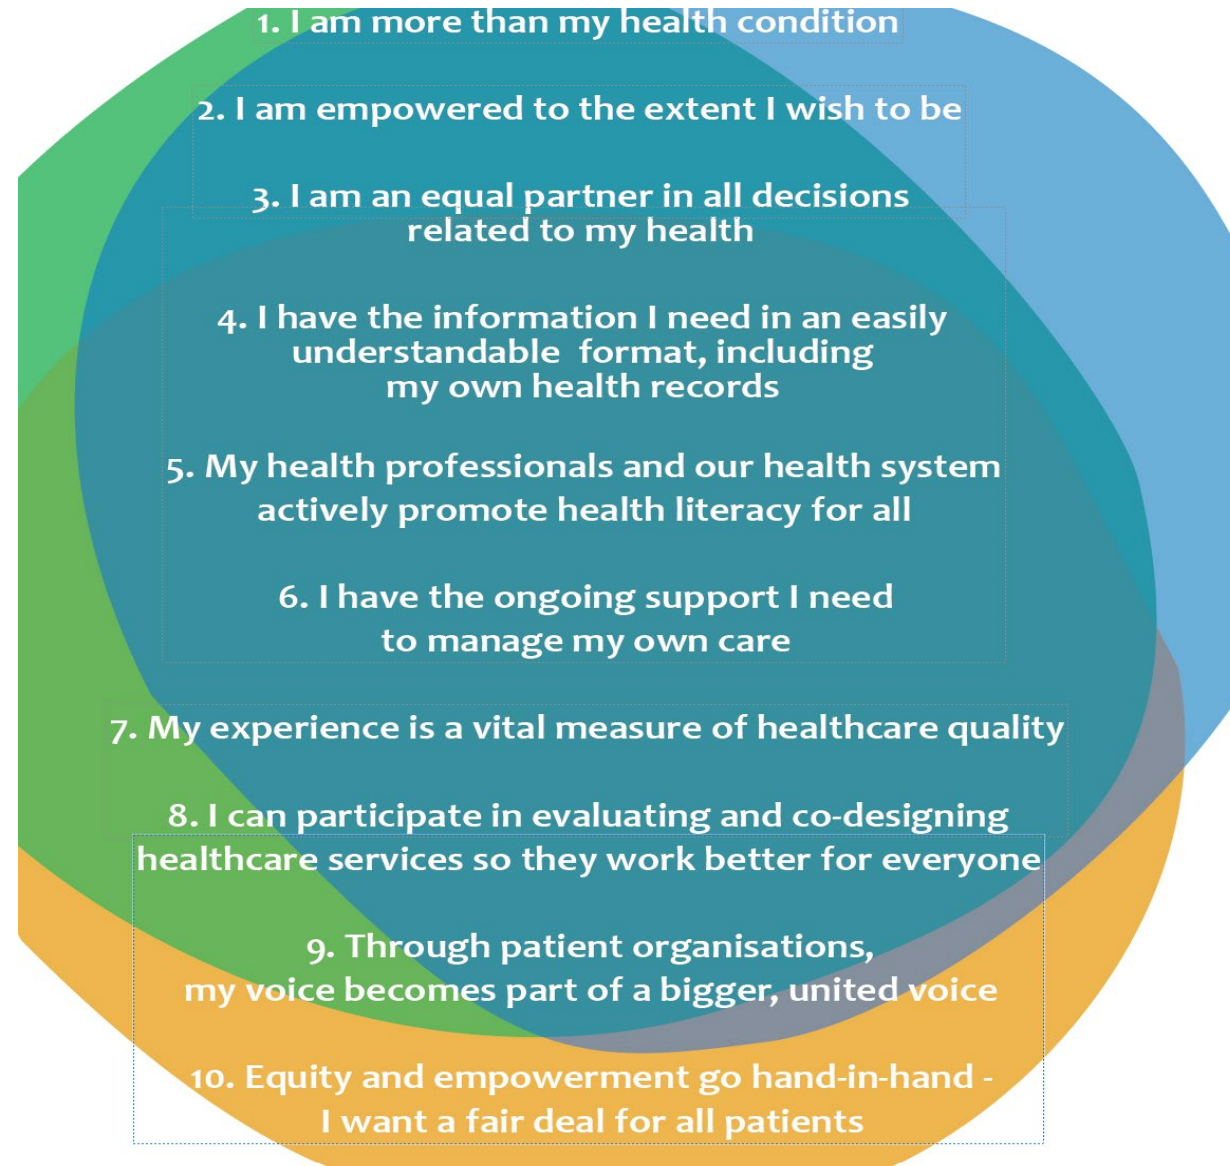 1. I am more than my health condition
2. I am empowered to the extent I wish to be
3. I am an equal partner in all decisions
related to my health
4. I have the information I need in an easily
understandable  format, including
my own health records
5. My health professionals and our health system
actively promote health literacy for all
6. I have the ongoing support I need
to manage my own care
7. My experience is a vital measure of healthcare quality
8. I can participate in evaluating and co-designing
healthcare services so they work better for everyone
9. Through patient organisations,
my voice becomes part of a bigger, united voice
10. Equity and empowerment go hand-in-hand -
I want a fair deal for all patients